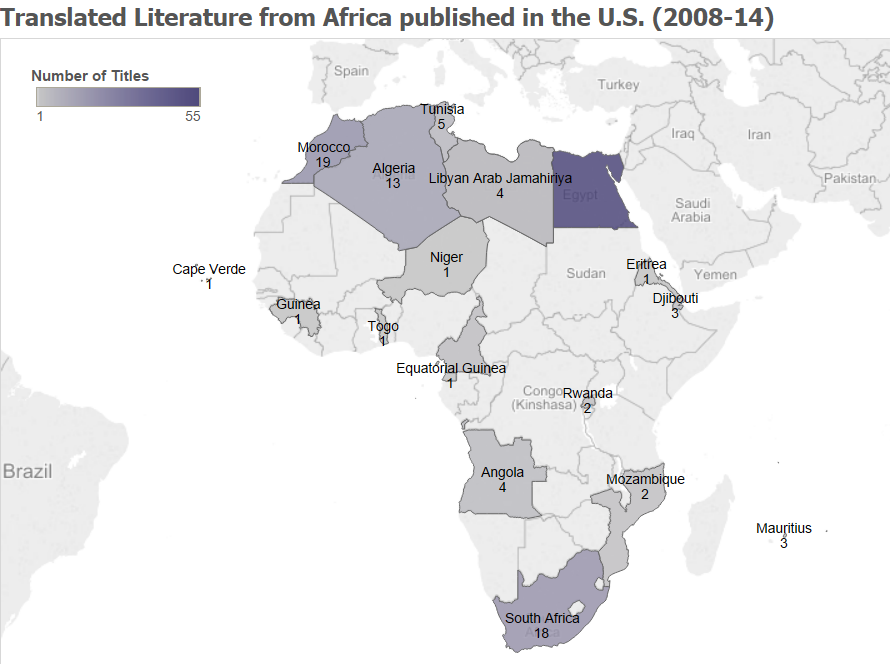 Translated Literature from Africa published in the U.S. (2008-14)
Number of Titles
1 55
Spain
Turkey
Tunisia
5
Iraq
Iran
Morocco
19
Algeria
13
Libyan Arab Jamahiriya
4
Egypt
Pakistan
Saudi
Arabia
Niger
1
Cape Verde
1
Sudan
Eritrea
1
Yemen
Guinea
1
Djibouti
3
Togo
1
Equatorial Guinea
1
Congo
(Kinshasa)
Rwanda
2
Brazil
Angola
4
Mozambique
2
Mauritius
3
South Africa
18